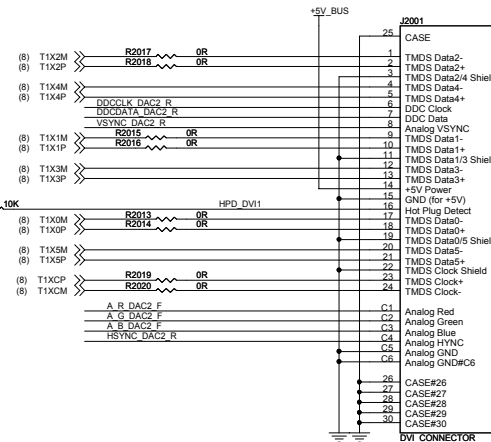 +5V_BUS
J2001
25 CASE
(8) T1X2M R2017 0R 1 TMDS Data2-
(8) T1X2P R2018 0R 2 TMDS Data2+
3 TMDS Data2/4 Shiel
(8) T1X4M 4 TMDS Data4-
(8) T1X4P 5 TMDS Data4+
DDCCLK_DAC2_R 6 DDC Clock
DDCDATA_DAC2_R 7 DDC Data
VSYNC_DAC2_R 8 Analog VSYNC
(8) T1X1M R2015 0R 9 TMDS Data1-
(8) T1X1P R2016 0R 10 TMDS Data1+
11 TMDS Data1/3 Shiel
(8) T1X3M 12 TMDS Data3-
(8) T1X3P 13 TMDS Data3+
14 +5V Power
15 GND (for +5V)
10K HPD_DVI1 16 Hot Plug Detect
(8) T1X0M R2013 0R 17 TMDS Data0-
(8) T1X0P R2014 0R 18 TMDS Data0+
19 TMDS Data0/5 Shiel
(8) T1X5M 20 TMDS Data5-
(8) T1X5P 21 TMDS Data5+
22 TMDS Clock Shield
(8) T1XCP R2019 0R 23 TMDS Clock+
(8) T1XCM R2020 0R 24 TMDS Clock-
A_R_DAC2_F C1 Analog Red
A_G_DAC2_F C2 Analog Green
A_B_DAC2_F C3 Analog Blue
HSYNC_DAC2_R C4 Analog HYNC
C5 Analog GND
C6 Analog GND#C6
26 CASE#26
27 CASE#27
28 CASE#28
29 CASE#29
30 CASE#30
DVI_CONNECTOR